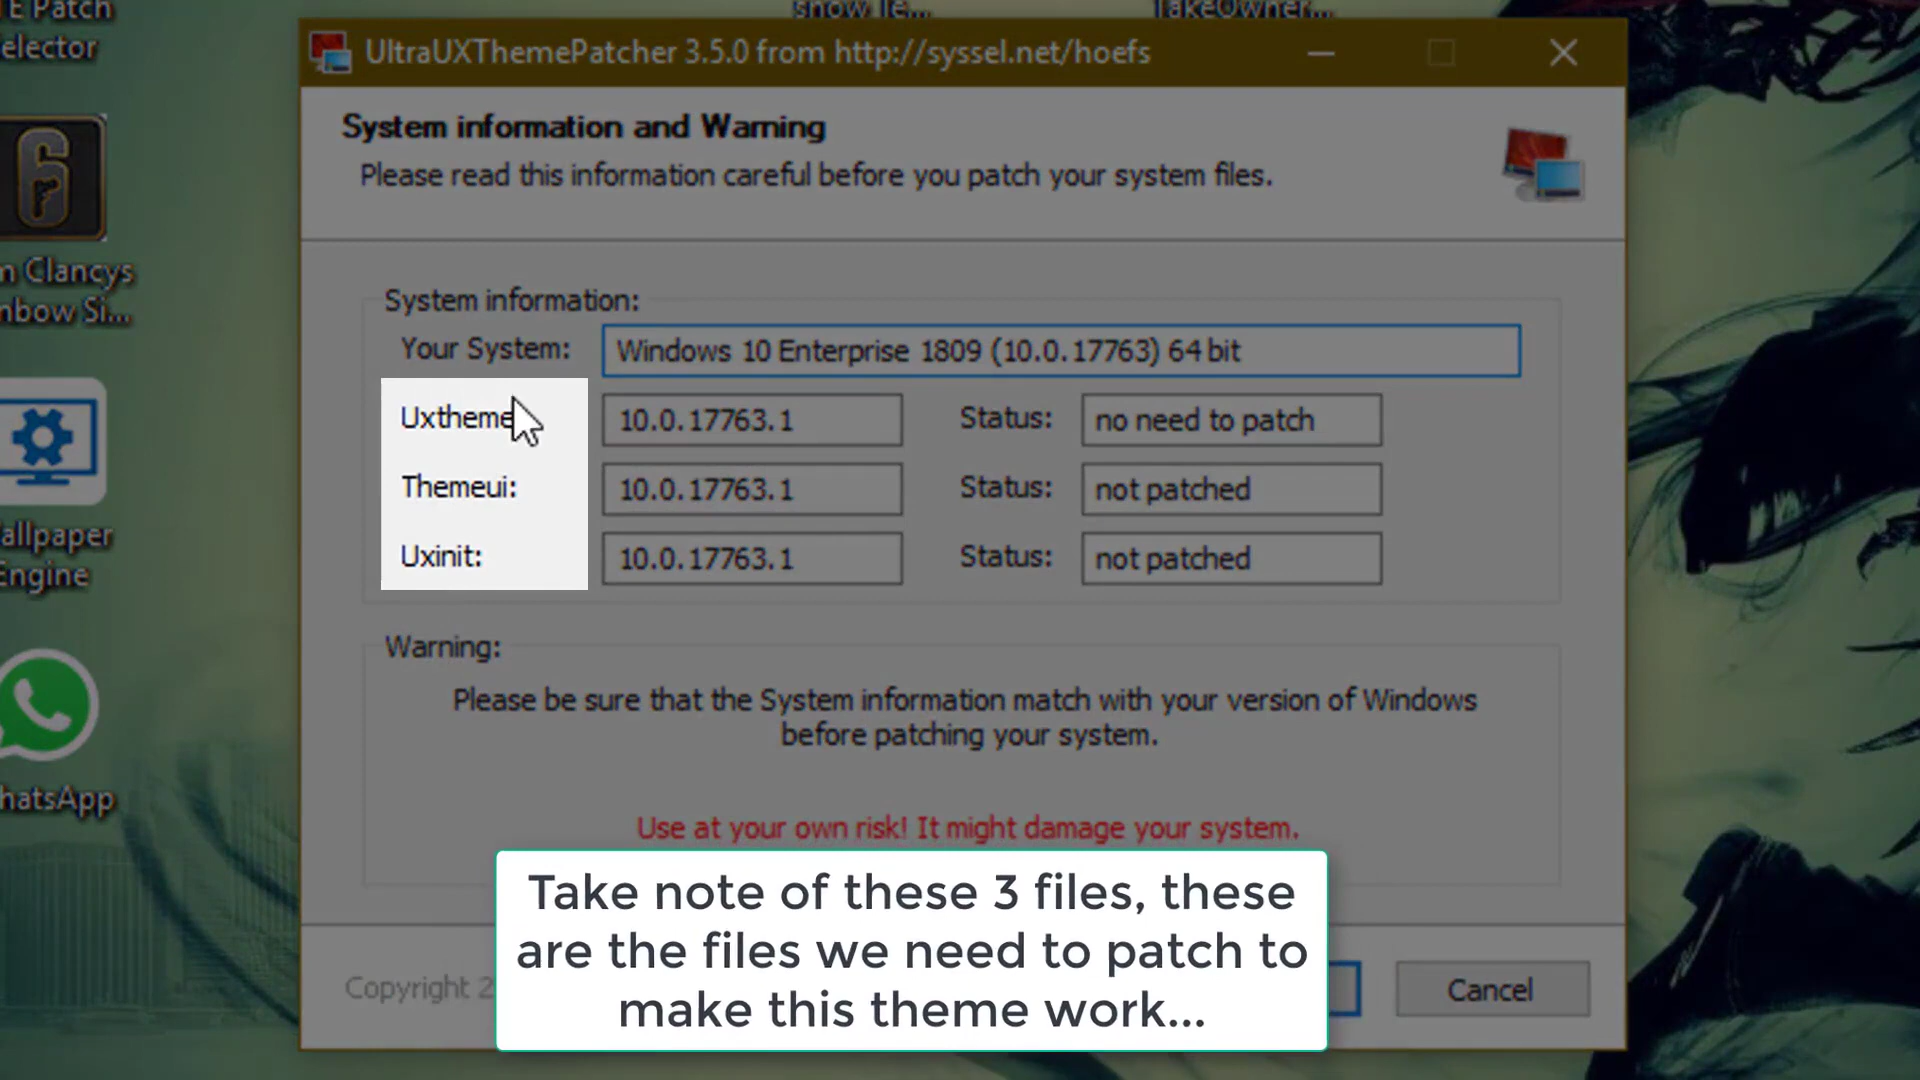 E Patch
elector
show Te...
TakeOwner...
UltraUXThemePatcher 3.5.0 from http://syssel.net/hoefs
System information and Warning
Please read this information careful before you patch your system files.
m Clancys
nbow Si...
System information:
Your System: Windows 10 Enterprise 1809 (10.0.17763) 64 bit
Uxtheme 10.0.17763.1 Status: no need to patch
Themeui: 10.0.17763.1 Status: not patched
Uxinit: 10.0.17763.1 Status: not patched
allpaper
Engine
Warning:
Please be sure that the System information match with your version of Windows
before patching your system.
hatsApp
Use at your own risk! It might damage your system.
Take note of these 3 files, these
are the files we need to patch to
make this theme work...
Copyright 2
Cancel